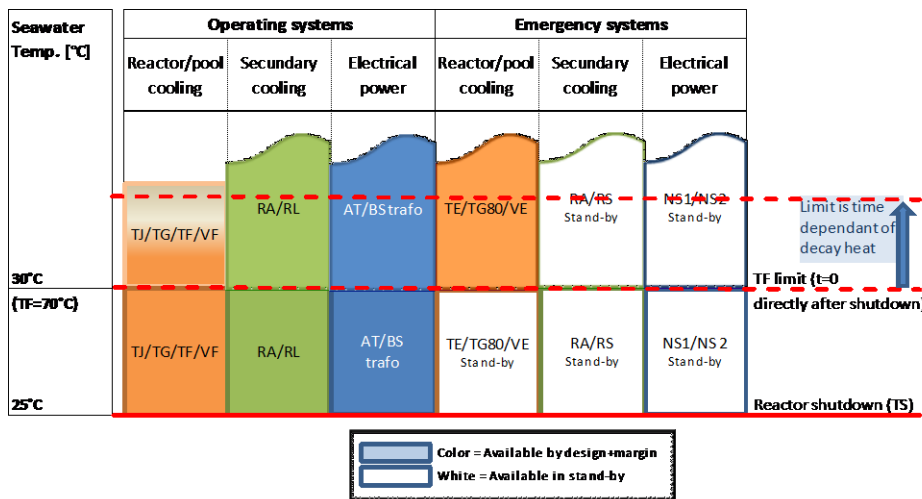 Seawater
Temp. [°C]
Operating systems
Emergency systems
Reactor/pool
cooling
Secundary
cooling
Electrical
power
Reactor/pool
cooling
Secundary
cooling
Electrical
power
TJ/TG/TF/VF
RA/RL
AT/BS trafo
TE/TG80/VE
RA/RS
Stand-by
NS1/NS2
Stand-by
Limit is time
dependant of
decay heat
30°C
TF limit (t=0
(TF=70°C)
directly after shutdown)
TJ/TG/TF/VF
RA/RL
AT/BS
trafo
TE/TG80/VE
Stand-by
RA/RS
Stand-by
NS1/NS 2
Stand-by
25°C
Reactor shutdown (TS)
Color = Available by design+margin
White = Available in stand-by